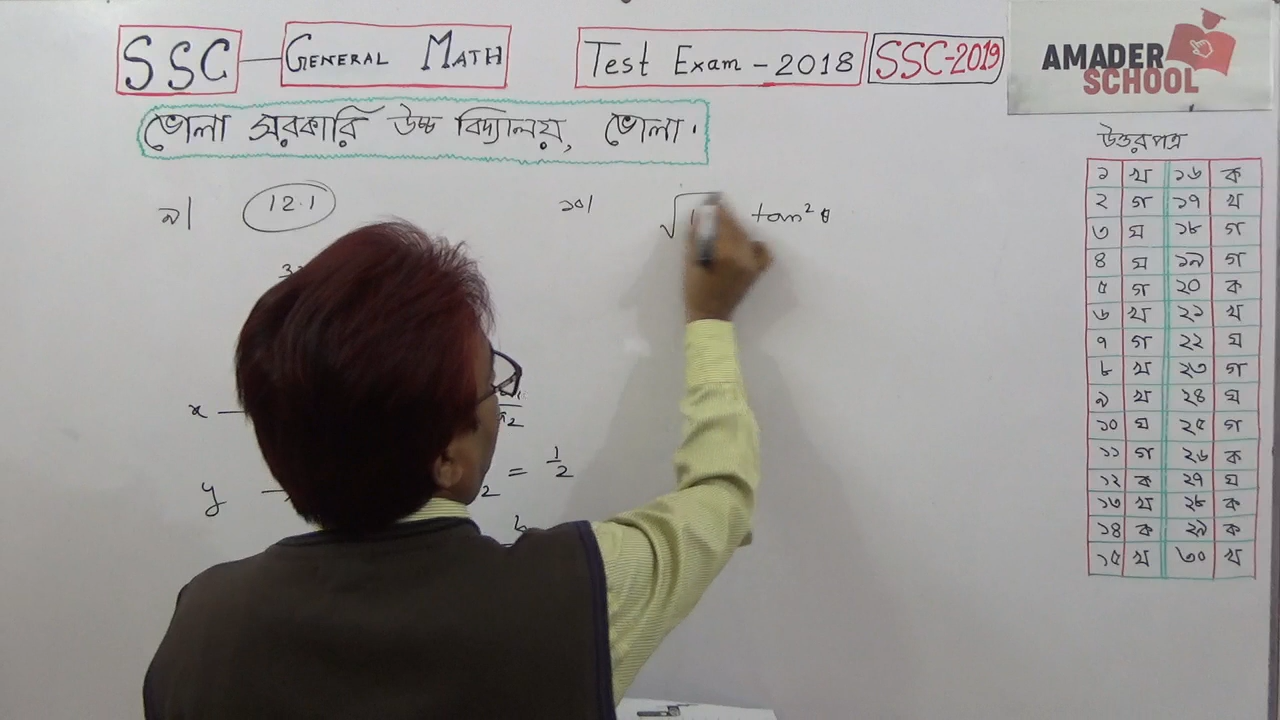 SSC
GENERAL MATH
Test Exam - 2018
SSC-2019
AMADER
SCHOOL
ভোলা সরকারি উচ্চ বিদ্যালয়, ভোলা.
উত্তরপত্র
১ খ ১৬ ক
২ গ ১৭ খ
৩ ঘ ১৮ গ
৪ ঘ ১৯ গ
৫ গ ২০ ক
৬ খ ২১ খ
৭ গ ২২ ঘ
৮ খ ২৩ গ
৯ খ ২৪ ঘ
১০ ঘ ২৫ গ
১১ গ ২৬ ক
১২ ক ২৭ ঘ
১৩ খ ২৮ ক
১৪ ক ২৯ ক
১৫ খ ৩০ খ
৯| 12.1
x
y
2 = 1/2
১০| √ tan² θ